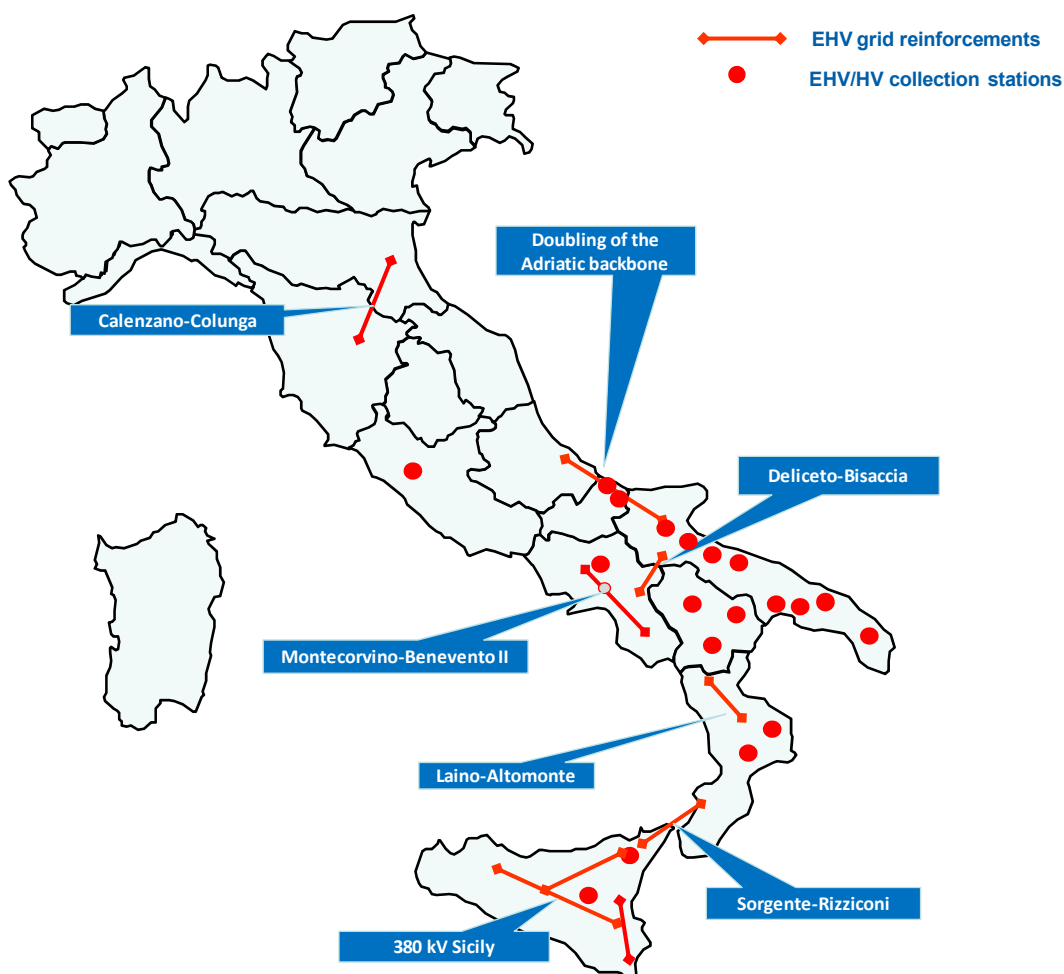 EHV grid reinforcements
EHV/HV collection stations
Doubling of the
Adriatic backbone
Calenzano-Colunga
Deliceto-Bisaccia
Montecorvino-Benevento II
Laino-Altomonte
Sorgente-Rizziconi
380 kV Sicily